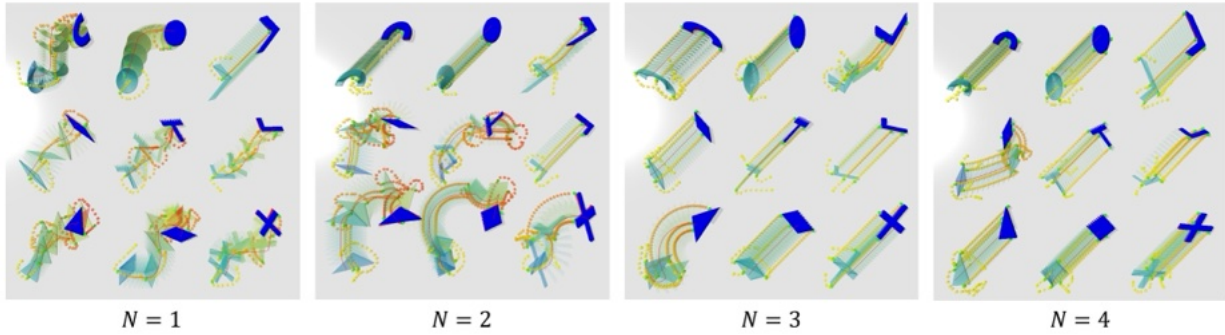 N = 1
N = 2
N = 3
N = 4